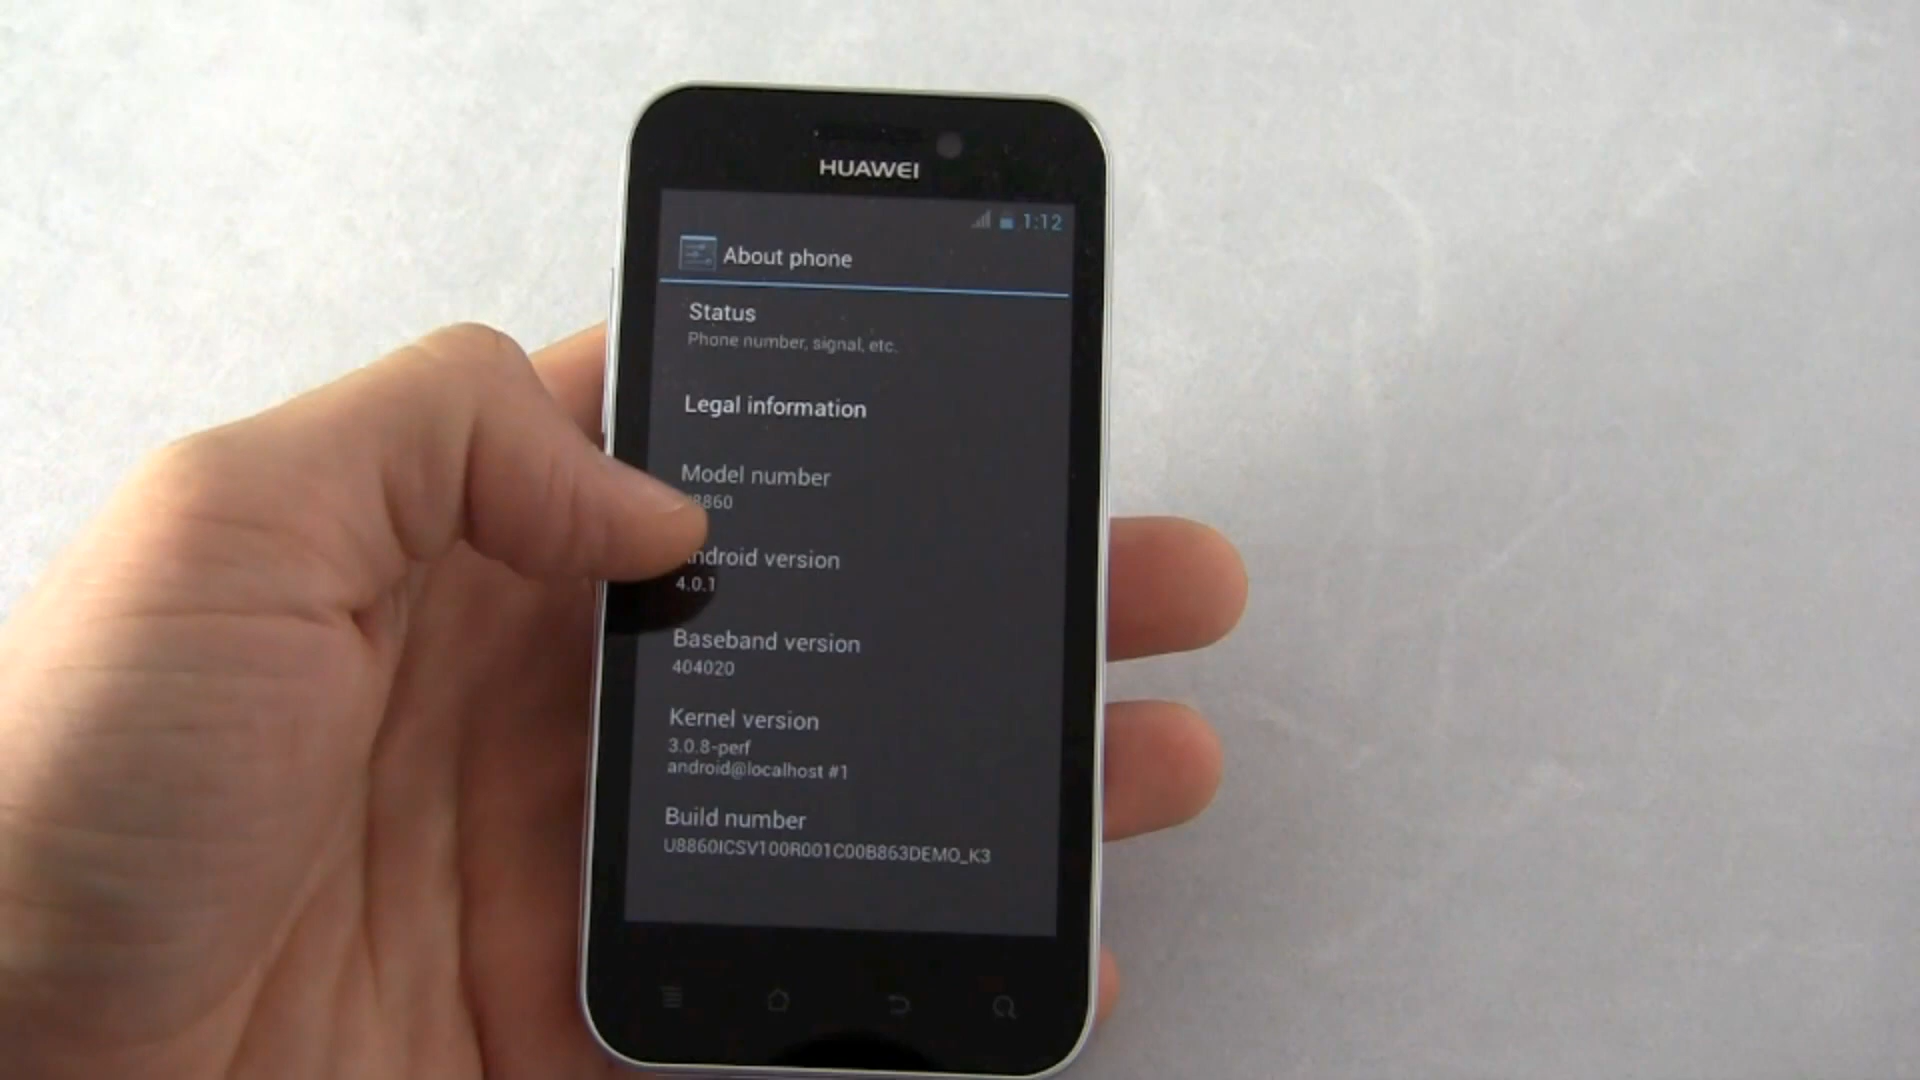 HUAWEI
1:12
About phone
Status
Phone number, signal, etc.
Legal information
Model number
8860
Android version
4.0.1
Baseband version
404020
Kernel version
3.0.8-perf
android@localhost #1
Build number
U8860ICSV100R001C00B863DEMO_K3